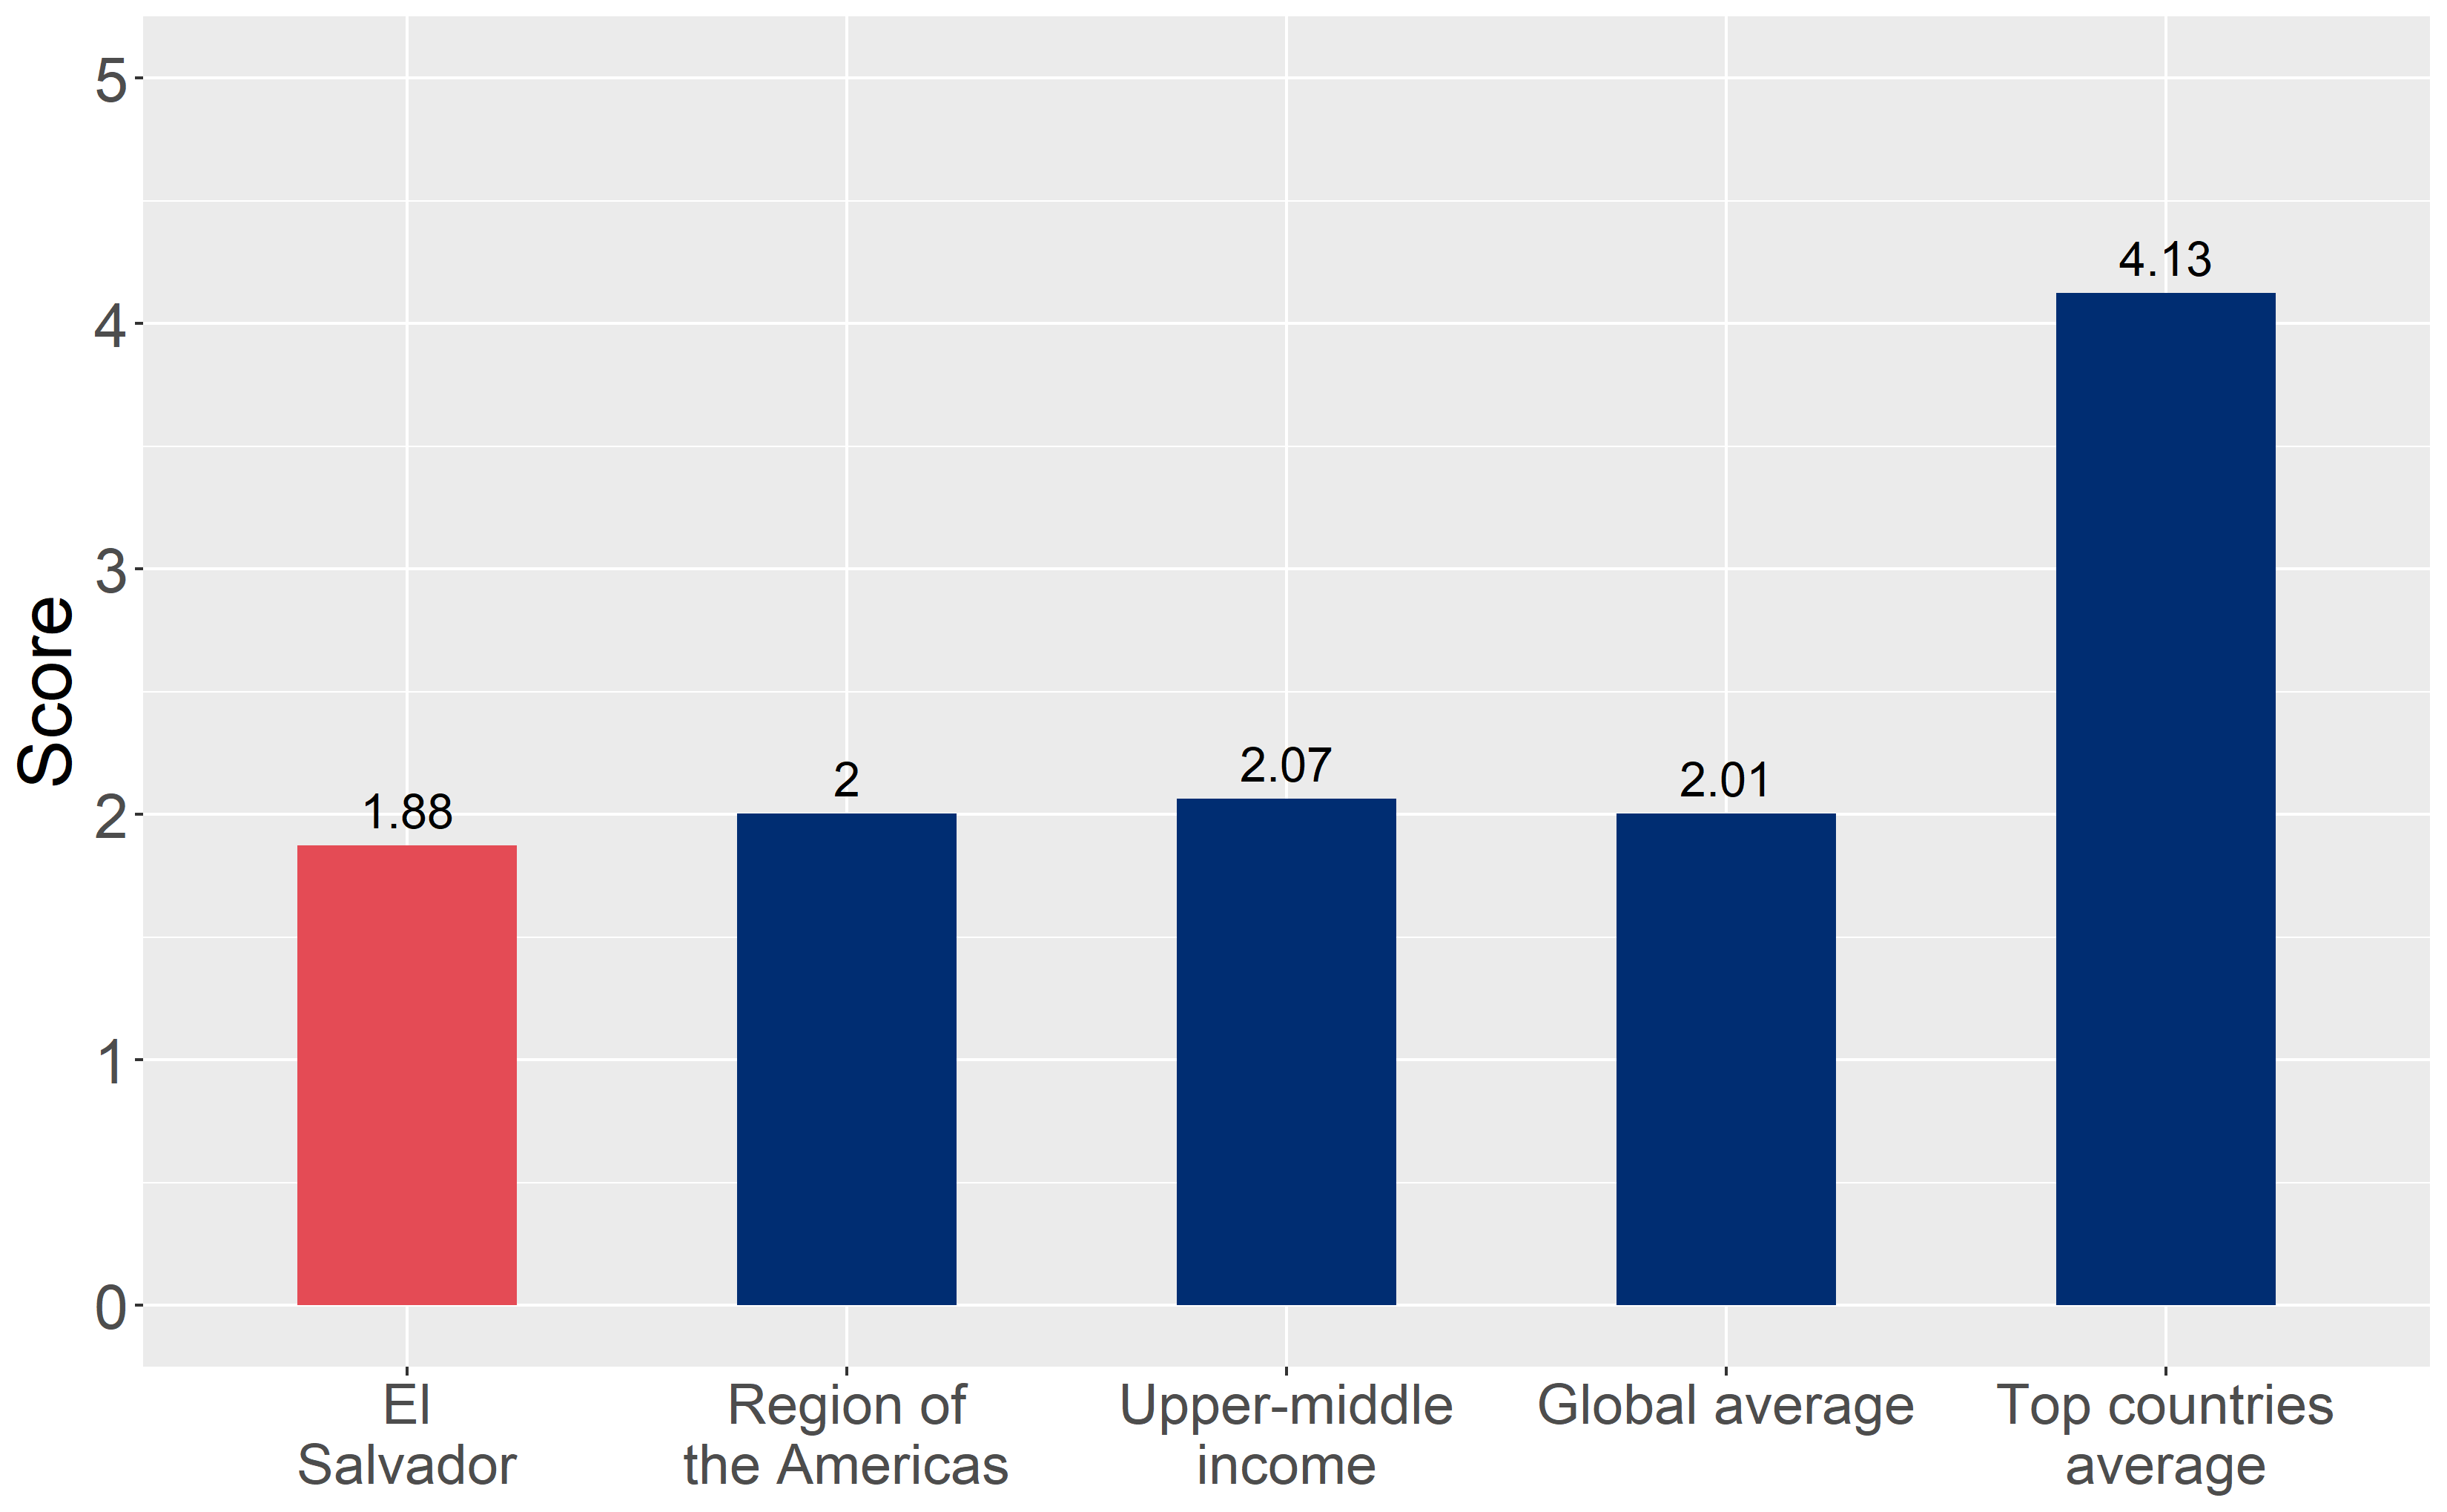 Score
5
4
3
2
1
0
1.88
2
2.07
2.01
4.13
El
Salvador
Region of
the Americas
Upper-middle
income
Global average
Top countries
average